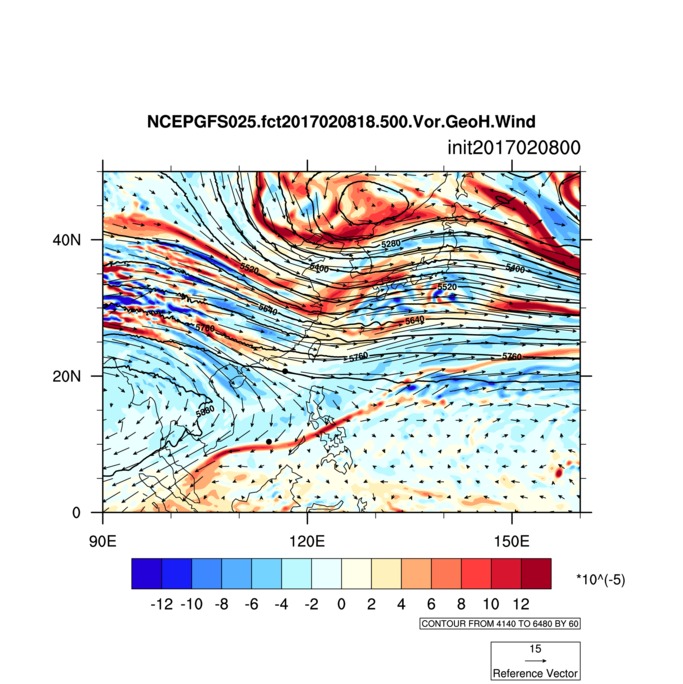 NCEPGFS025.fct2017020818.500.Vor.GeoH.Wind
init2017020800
40N
20N
0
90E 120E 150E
5280
5400
5400
5520
5520
5640
5640
5760
5760
5760
5880
-12 -10 -8 -6 -4 -2 0 2 4 6 8 10 12
*10^(-5)
CONTOUR FROM 4140 TO 6480 BY 60
15
Reference Vector